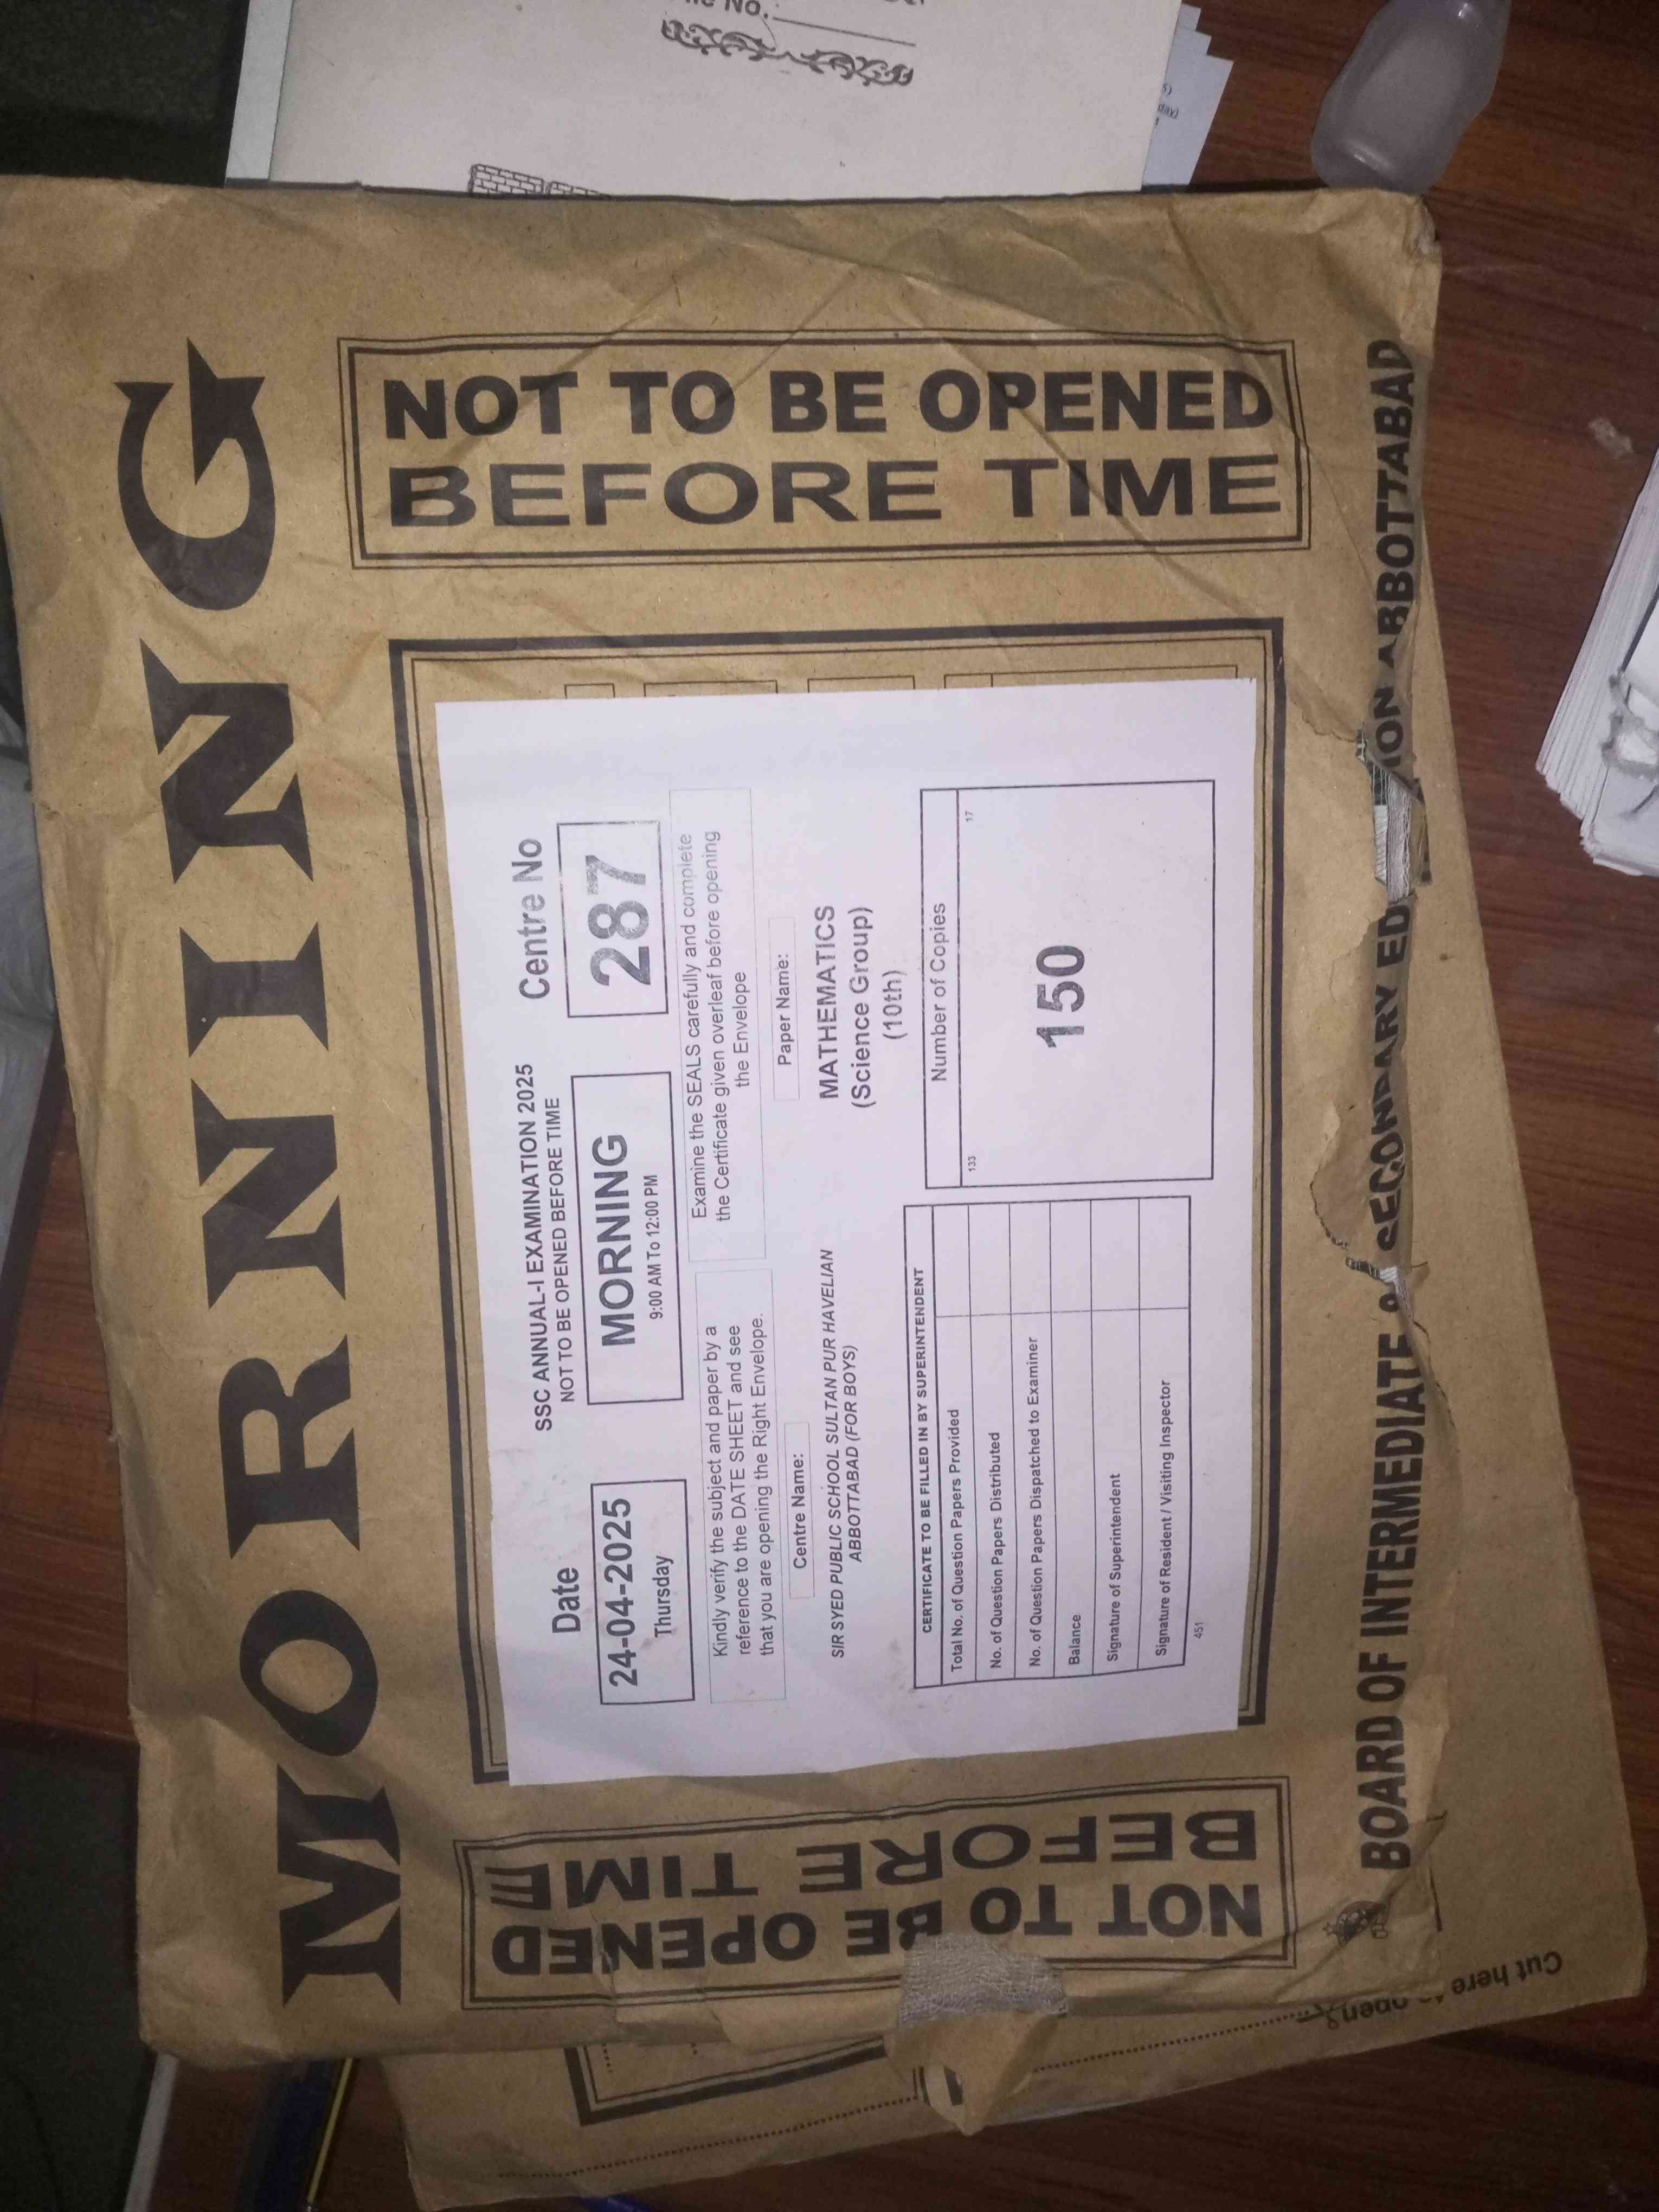 No.
MORNING
NOT TO BE OPENED
BEFORE TIME
SSC ANNUAL-I EXAMINATION 2025
NOT TO BE OPENED BEFORE TIME
Date
24-04-2025
Thursday
MORNING
9:00 AM To 12:00 PM
Centre No
287
Kindly verify the subject and paper by a
reference to the DATE SHEET and see
that you are opening the Right Envelope.
Examine the SEALS carefully and complete
the Certificate given overleaf before opening
the Envelope
Centre Name:
SIR SYED PUBLIC SCHOOL SULTAN PUR HAVELIAN
ABBOTTABAD (FOR BOYS)
Paper Name:
MATHEMATICS
(Science Group)
(10th)
CERTIFICATE TO BE FILLED IN BY SUPERINTENDENT
Total No. of Question Papers Provided
No. of Question Papers Distributed
No. of Question Papers Dispatched to Examiner
Balance
Signature of Superintendent
Signature of Resident / Visiting Inspector
451
Number of Copies
133 17
150
NOT TO BE OPENED
BEFORE TIME
BOARD OF INTERMEDIATE & SECONDARY EDUCATION ABBOTTABAD
Cut here to open